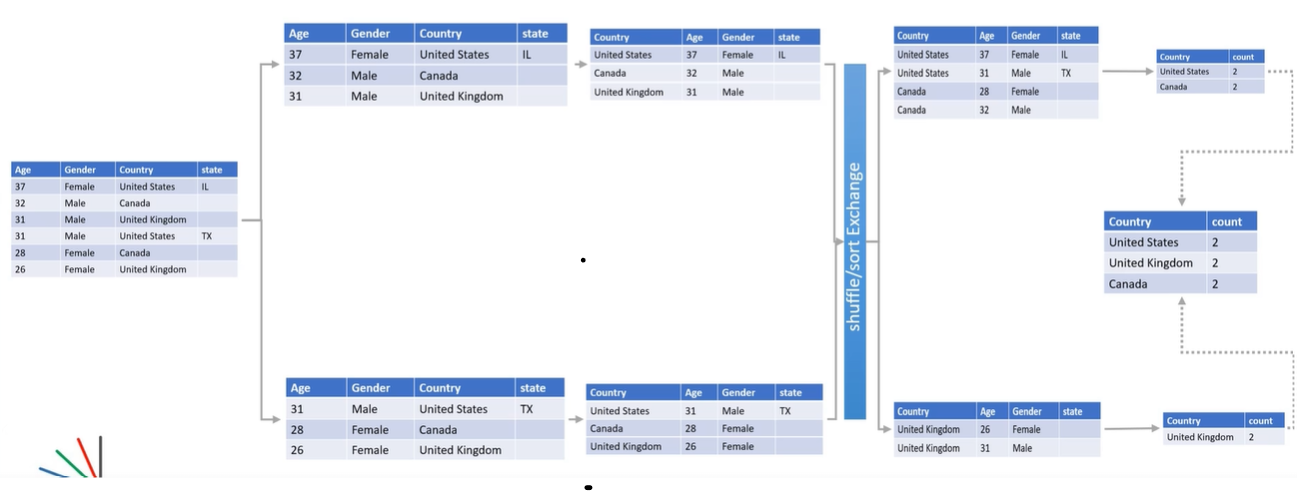 Age Gender Country state
37 Female United States IL
32 Male Canada
31 Male United Kingdom
31 Male United States TX
28 Female Canada
26 Female United Kingdom
Age Gender Country state
37 Female United States IL
32 Male Canada
31 Male United Kingdom
Country Age Gender state
United States 37 Female IL
Canada 32 Male
United Kingdom 31 Male
Age Gender Country state
31 Male United States TX
28 Female Canada
26 Female United Kingdom
Country Age Gender state
United States 31 Male TX
Canada 28 Female
United Kingdom 26 Female
shuffle/sort Exchange
Country Age Gender state
United States 37 Female IL
United States 31 Male TX
Canada 28 Female
Canada 32 Male
Country count
United States 2
Canada 2
Country Age Gender state
United Kingdom 26 Female
United Kingdom 31 Male
Country count
United Kingdom 2
Country count
United States 2
United Kingdom 2
Canada 2